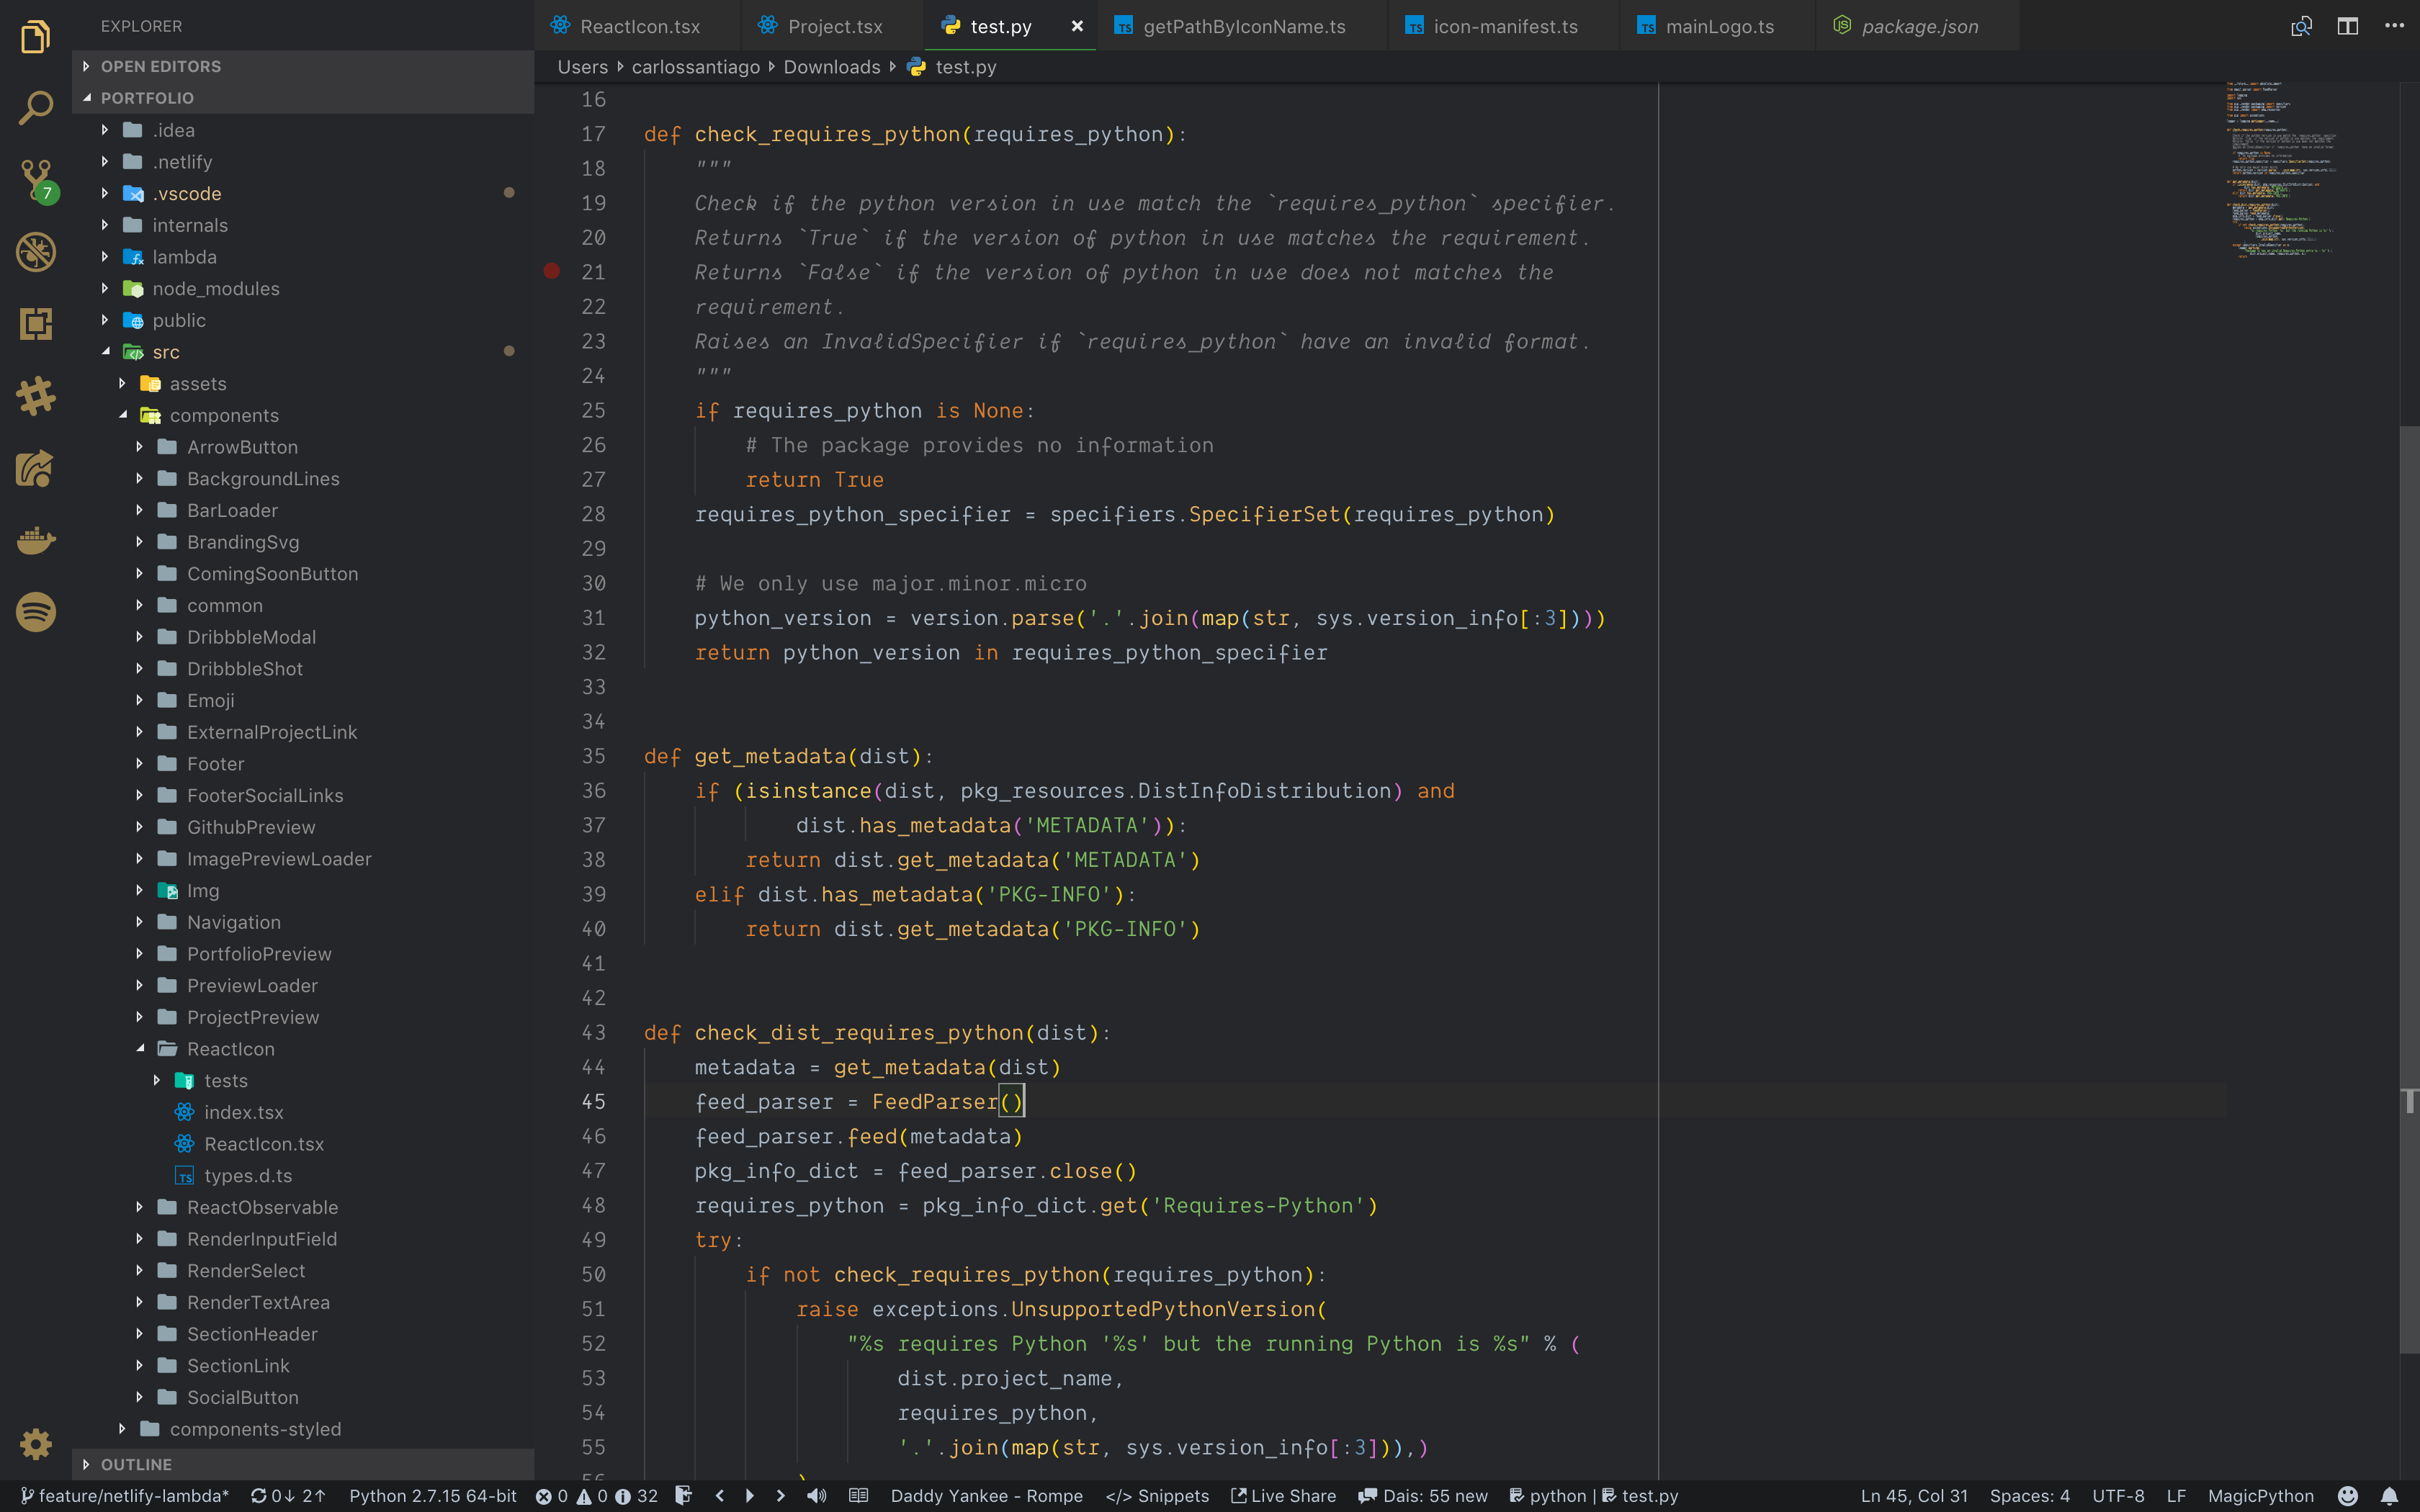 EXPLORER
OPEN EDITORS
PORTFOLIO
.idea
.netlify
.vscode
internals
lambda
node_modules
public
src
assets
components
ArrowButton
BackgroundLines
BarLoader
BrandingSvg
ComingSoonButton
common
DribbbleModal
DribbbleShot
Emoji
ExternalProjectLink
Footer
FooterSocialLinks
GithubPreview
ImagePreviewLoader
Img
Navigation
PortfolioPreview
PreviewLoader
ProjectPreview
ReactIcon
tests
index.tsx
ReactIcon.tsx
types.d.ts
ReactObservable
RenderInputField
RenderSelect
RenderTextArea
SectionHeader
SectionLink
SocialButton
components-styled
OUTLINE
7
ReactIcon.tsx Project.tsx test.py × TS getPathByIconName.ts TS icon-manifest.ts TS mainLogo.ts package.json
Users carlossantiago Downloads test.py
16
17 def check_requires_python(requires_python):
18 """
19 Check if the python version in use match the `requires_python` specifier.
20 Returns `True` if the version of python in use matches the requirement.
21 Returns `False` if the version of python in use does not matches the
22 requirement.
23 Raises an InvalidSpecifier if `requires_python` have an invalid format.
24 """
25 if requires_python is None:
26 # The package provides no information
27 return True
28 requires_python_specifier = specifiers.SpecifierSet(requires_python)
29
30 # We only use major.minor.micro
31 python_version = version.parse('.'.join(map(str, sys.version_info[:3])))
32 return python_version in requires_python_specifier
33
34
35 def get_metadata(dist):
36 if (isinstance(dist, pkg_resources.DistInfoDistribution) and
37 dist.has_metadata('METADATA')):
38 return dist.get_metadata('METADATA')
39 elif dist.has_metadata('PKG-INFO'):
40 return dist.get_metadata('PKG-INFO')
41
42
43 def check_dist_requires_python(dist):
44 metadata = get_metadata(dist)
45 feed_parser = FeedParser()
46 feed_parser.feed(metadata)
47 pkg_info_dict = feed_parser.close()
48 requires_python = pkg_info_dict.get('Requires-Python')
49 try:
50 if not check_requires_python(requires_python):
51 raise exceptions.UnsupportedPythonVersion(
52 "%s requires Python '%s' but the running Python is %s" % (
53 dist.project_name,
54 requires_python,
55 '.'.join(map(str, sys.version_info[:3])),)
56 )
feature/netlify-lambda* 0↓ 2↑ Python 2.7.15 64-bit 0 0 32 Daddy Yankee - Rompe </> Snippets Live Share Dais: 55 new python | test.py Ln 45, Col 31 Spaces: 4 UTF-8 LF MagicPython